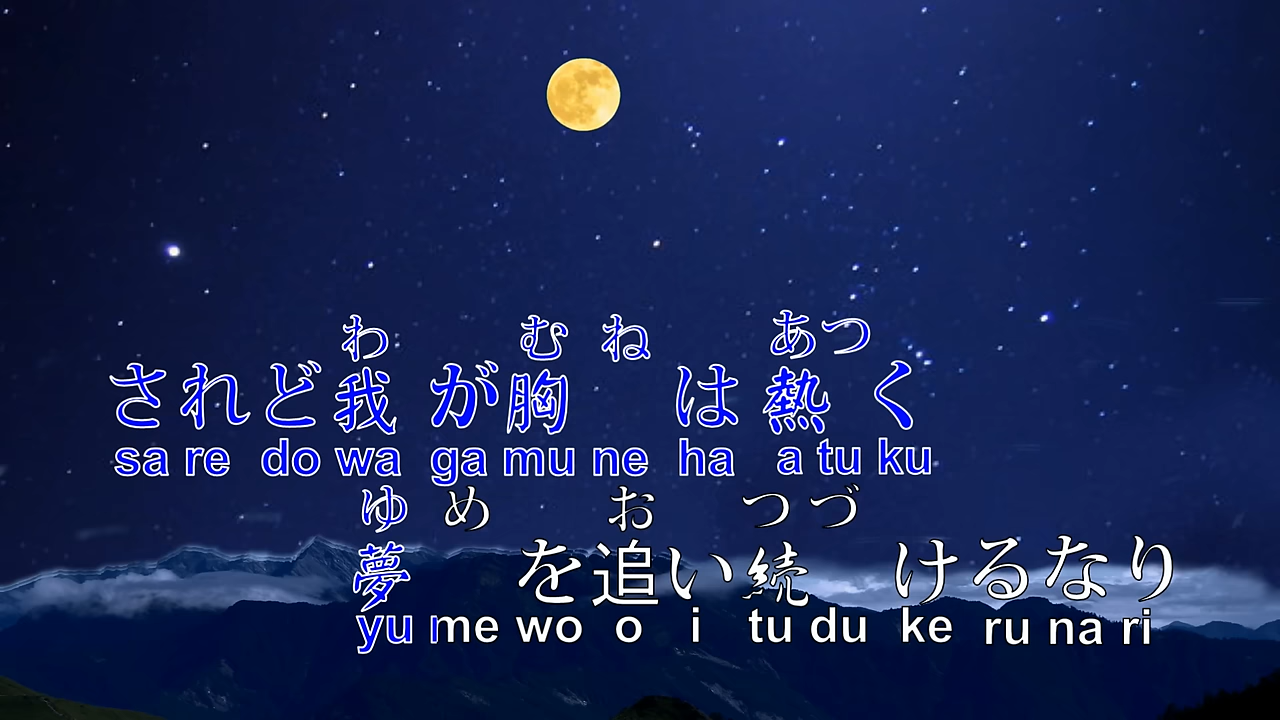 わ むね あつ
されど我が胸は熱く
sa re do wa ga mu ne ha a tu ku
ゆめ お つづ
夢を追い続けるなり
yu me wo o i tu du ke ru na ri